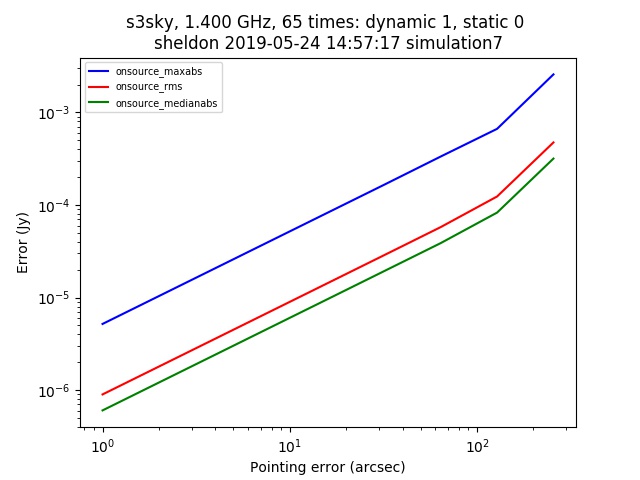 s3sky, 1.400 GHz, 65 times: dynamic 1, static 0
sheldon 2019-05-24 14:57:17 simulation7
onsource_maxabs
onsource_rms
onsource_medianabs
10⁻³
10⁻⁴
10⁻⁵
10⁻⁶
Error (Jy)
10⁰ 10¹ 10²
Pointing error (arcsec)